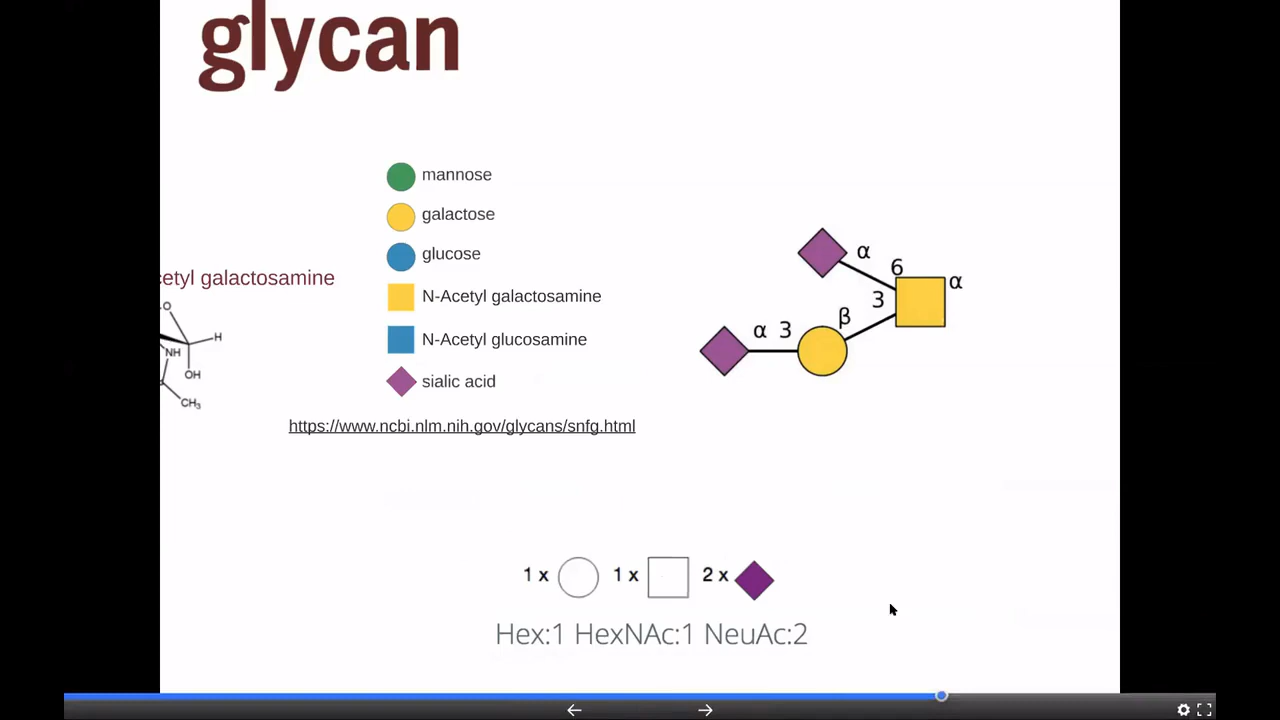 glycan
mannose
galactose
glucose
cetyl galactosamine
N-Acetyl galactosamine
N-Acetyl glucosamine
sialic acid
https://www.ncbi.nlm.nih.gov/glycans/snfg.html
O
H
NH
OH
CH3
α
6
α
3
β
α 3
1 x 1 x 2 x
Hex:1 HexNAc:1 NeuAc:2